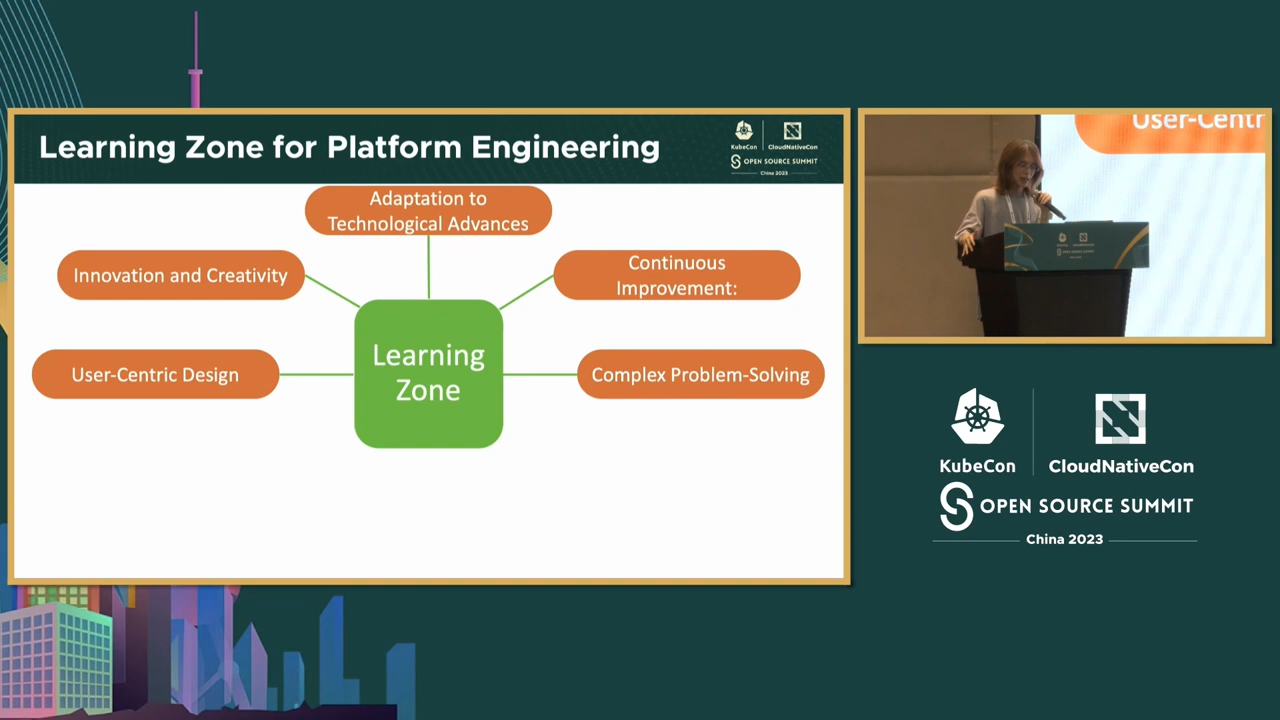 Learning Zone for Platform Engineering
KubeCon
CloudNativeCon
OPEN SOURCE SUMMIT
China 2023
Adaptation to
Technological Advances
Innovation and Creativity
Continuous
Improvement:
Learning
Zone
User-Centric Design
Complex Problem-Solving
User-Centr
KubeCon
CloudNativeCon
OPEN SOURCE SUMMIT
China 2023